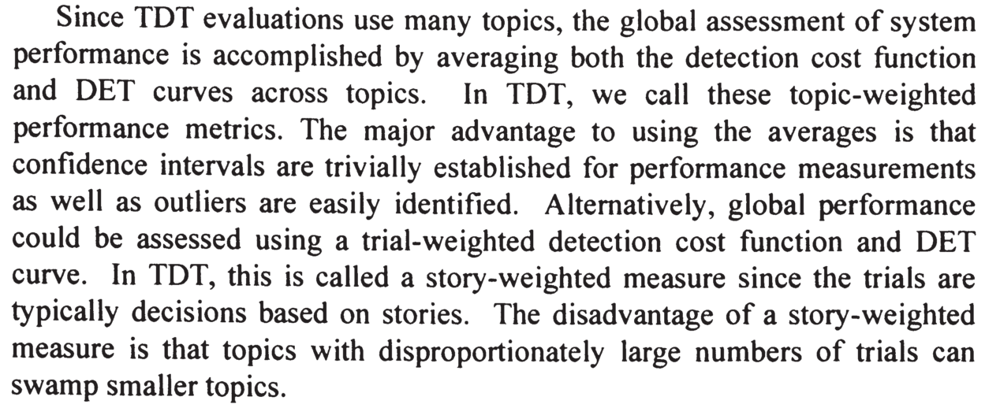 Since TDT evaluations use many topics, the global assessment of system
performance is accomplished by averaging both the detection cost function
and DET curves across topics. In TDT, we call these topic-weighted
performance metrics. The major advantage to using the averages is that
confidence intervals are trivially established for performance measurements
as well as outliers are easily identified. Alternatively, global performance
could be assessed using a trial-weighted detection cost function and DET
curve. In TDT, this is called a story-weighted measure since the trials are
typically decisions based on stories. The disadvantage of a story-weighted
measure is that topics with disproportionately large numbers of trials can
swamp smaller topics.